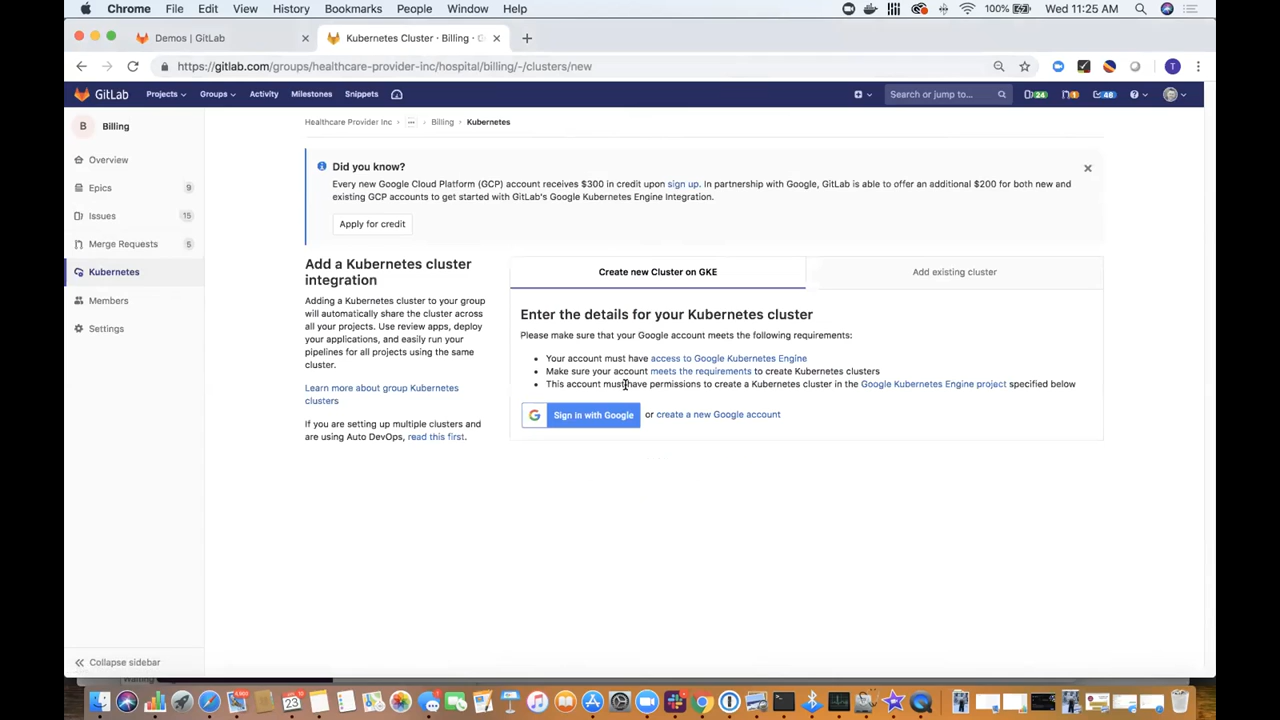 Chrome File Edit View History Bookmarks People Window Help 100% Wed 11:25 AM
Demos | GitLab Kubernetes Cluster · Billing · G
https://gitlab.com/groups/healthcare-provider-inc/hospital/billing/-/clusters/new T
GitLab Projects Groups Activity Milestones Snippets Search or jump to... 24 1 48
B Billing
Overview
Epics 9
Issues 15
Merge Requests 5
Kubernetes
Members
Settings
Collapse sidebar
Healthcare Provider Inc > ... > Billing > Kubernetes
Did you know?
Every new Google Cloud Platform (GCP) account receives $300 in credit upon sign up. In partnership with Google, GitLab is able to offer an additional $200 for both new and
existing GCP accounts to get started with GitLab's Google Kubernetes Engine Integration.
Apply for credit
Add a Kubernetes cluster
integration
Adding a Kubernetes cluster to your group
will automatically share the cluster across
all your projects. Use review apps, deploy
your applications, and easily run your
pipelines for all projects using the same
cluster.
Learn more about group Kubernetes
clusters
If you are setting up multiple clusters and
are using Auto DevOps, read this first.
Create new Cluster on GKE Add existing cluster
Enter the details for your Kubernetes cluster
Please make sure that your Google account meets the following requirements:
• Your account must have access to Google Kubernetes Engine
• Make sure your account meets the requirements to create Kubernetes clusters
• This account must have permissions to create a Kubernetes cluster in the Google Kubernetes Engine project specified below
G Sign in with Google or create a new Google account
23